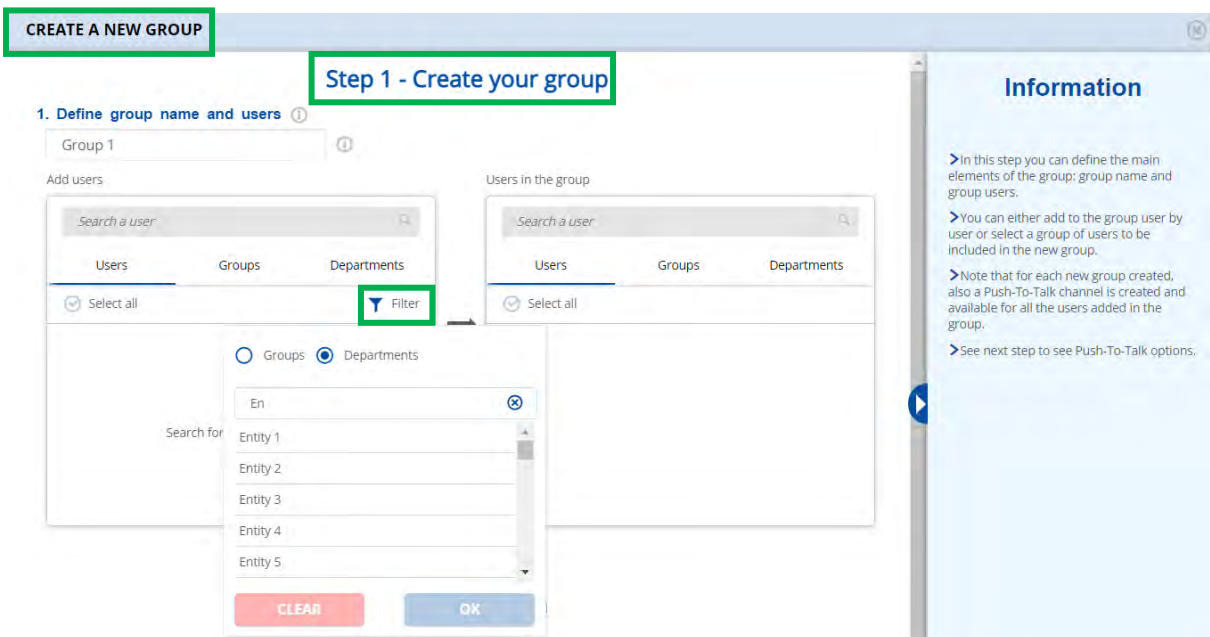 CREATE A NEW GROUP
Step 1 - Create your group
1. Define group name and users
Group 1
Add users
Users in the group
Search a user
Search a user
Users Groups Departments
Users Groups Departments
Select all
Filter
Select all
Groups Departments
En
Search for
Entity 1
Entity 2
Entity 3
Entity 4
Entity 5
CLEAR
OK
Information
>In this step you can define the main
elements of the group: group name and
group users.
>You can either add to the group user by
user or select a group of users to be
included in the new group.
>Note that for each new group created,
also a Push-To-Talk channel is created and
available for all the users added in the
group.
>See next step to see Push-To-Talk options.